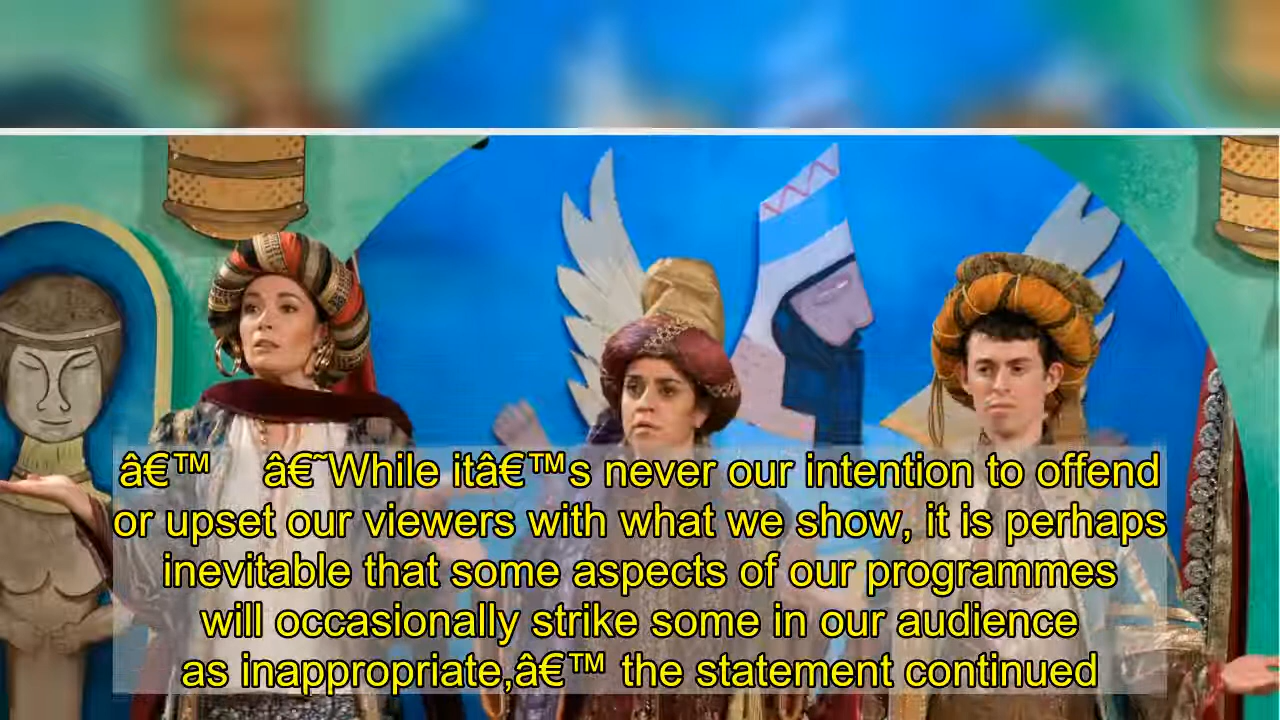 â€™ â€˜While itâ€™s never our intention to offend
or upset our viewers with what we show, it is perhaps
inevitable that some aspects of our programmes
will occasionally strike some in our audience
as inappropriate,â€™ the statement continued